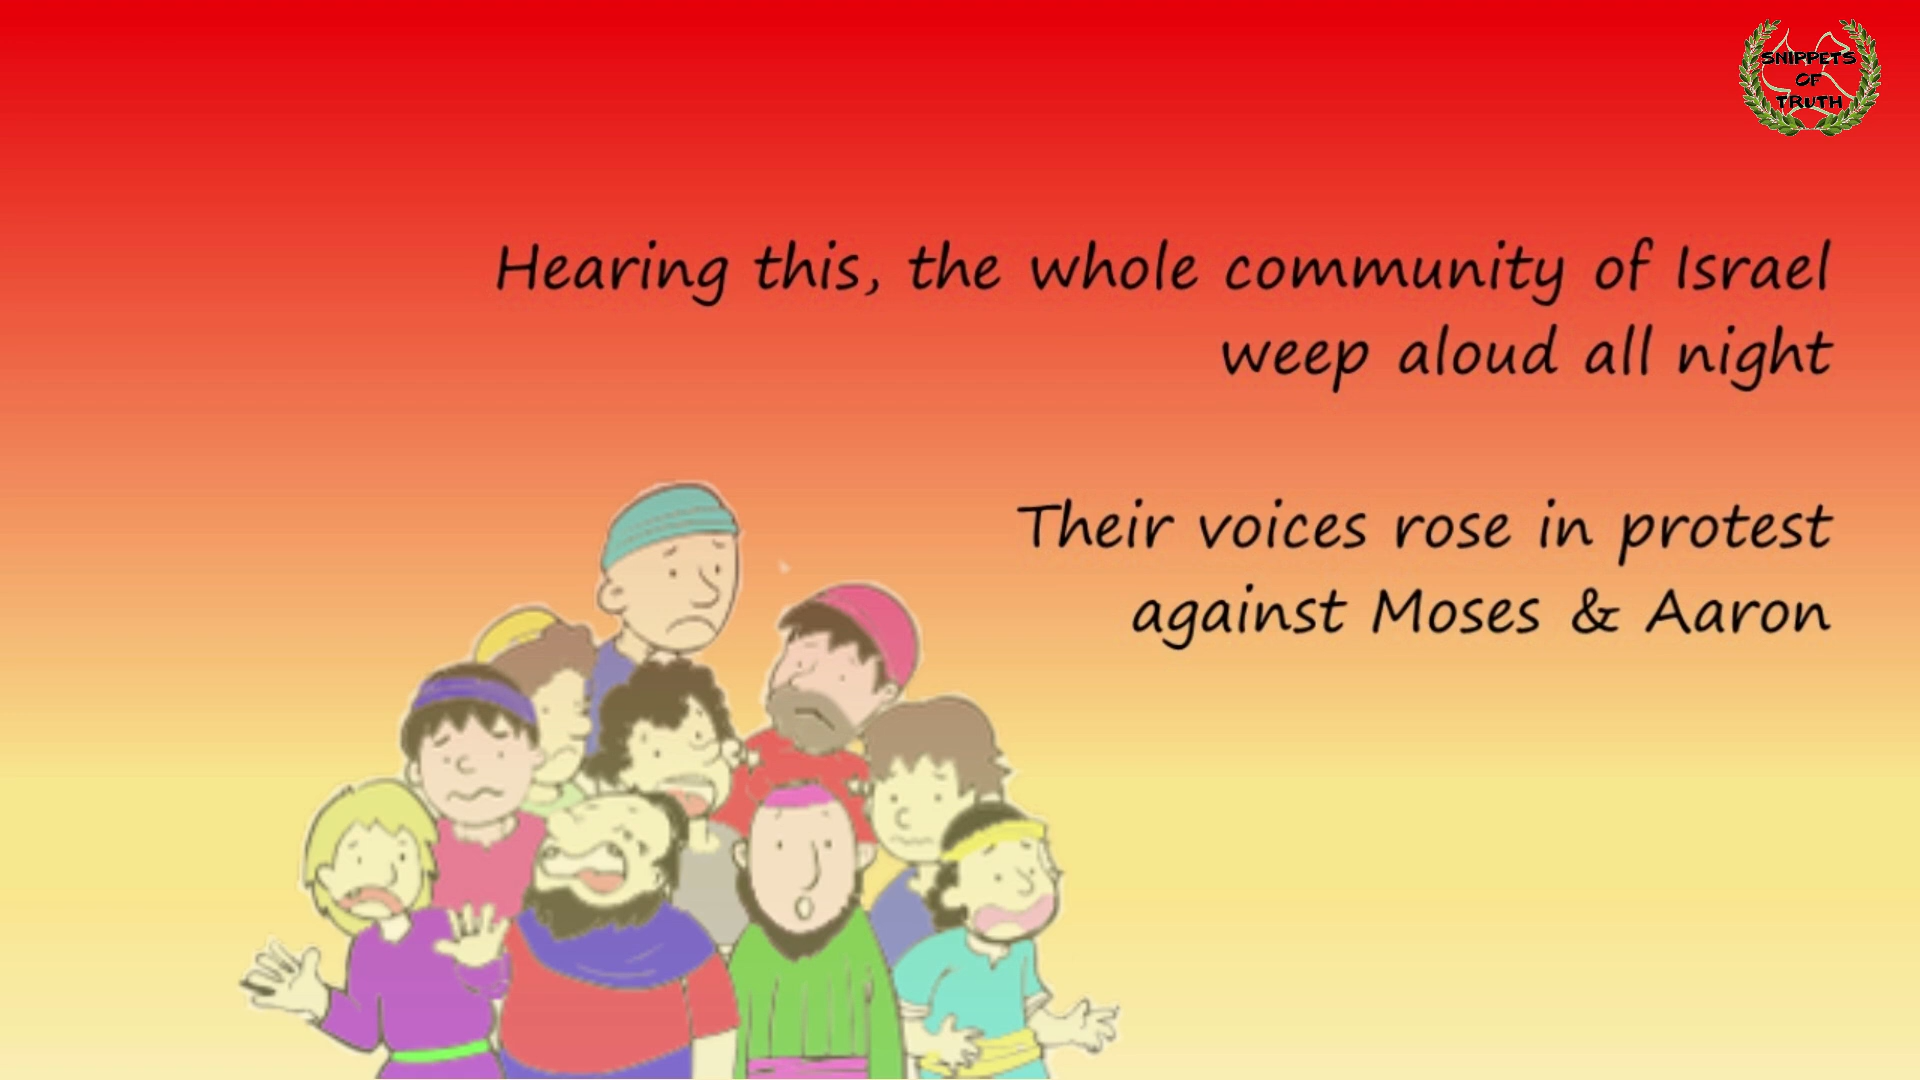 SNIPPETS
OF
TRUTH
Hearing this, the whole community of Israel
weep aloud all night
Their voices rose in protest
against Moses & Aaron